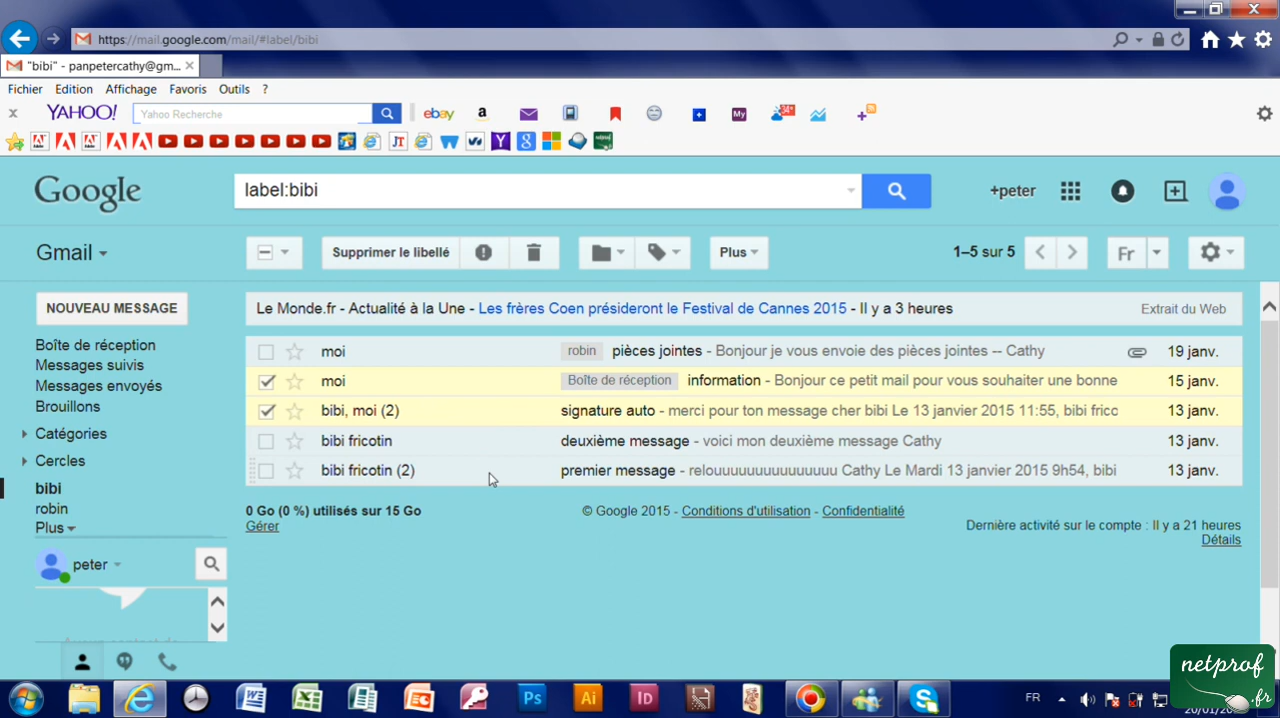 https://mail.google.com/mail/#label/bibi
"bibi" - panpetercathy@gm...
Fichier Edition Affichage Favoris Outils ?
x YAHOO! Yahoo Recherche ebay a My 34+
JT
Google label:bibi +peter
Gmail Supprimer le libellé Plus 1–5 sur 5 Fr
NOUVEAU MESSAGE
Le Monde.fr - Actualité à la Une - Les frères Coen présideront le Festival de Cannes 2015 - Il y a 3 heures Extrait du Web
Boîte de réception
Messages suivis
Messages envoyés
Brouillons
Catégories
Cercles
bibi
robin
Plus
moi robin pièces jointes - Bonjour je vous envoie des pièces jointes -- Cathy 19 janv.
moi Boîte de réception information - Bonjour ce petit mail pour vous souhaiter une bonne 15 janv.
bibi, moi (2) signature auto - merci pour ton message cher bibi Le 13 janvier 2015 11:55, bibi frico 13 janv.
bibi fricotin deuxième message - voici mon deuxième message Cathy 13 janv.
bibi fricotin (2) premier message - relouuuuuuuuuuuuuuu Cathy Le Mardi 13 janvier 2015 9h54, bibi 13 janv.
0 Go (0 %) utilisés sur 15 Go
Gérer
© Google 2015 - Conditions d'utilisation - Confidentialité
Dernière activité sur le compte : Il y a 21 heures
Détails
peter
Ps Ai ID
FR
netprof
.fr